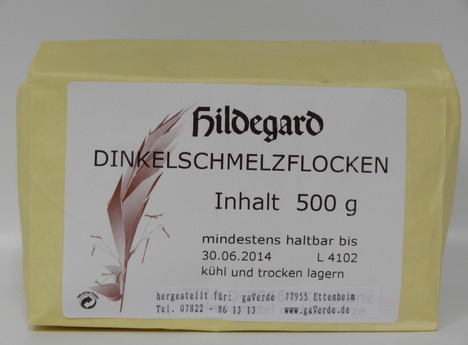 Hildegard
DINKELSCHMELZFLOCKEN
Inhalt 500 g
mindestens haltbar bis
30.06.2014 L 4102
kühl und trocken lagern
hergestellt für: gaVerde 77955 Ettenheim
Tel. 07822 - 86 13 13 www.gaVerde.de